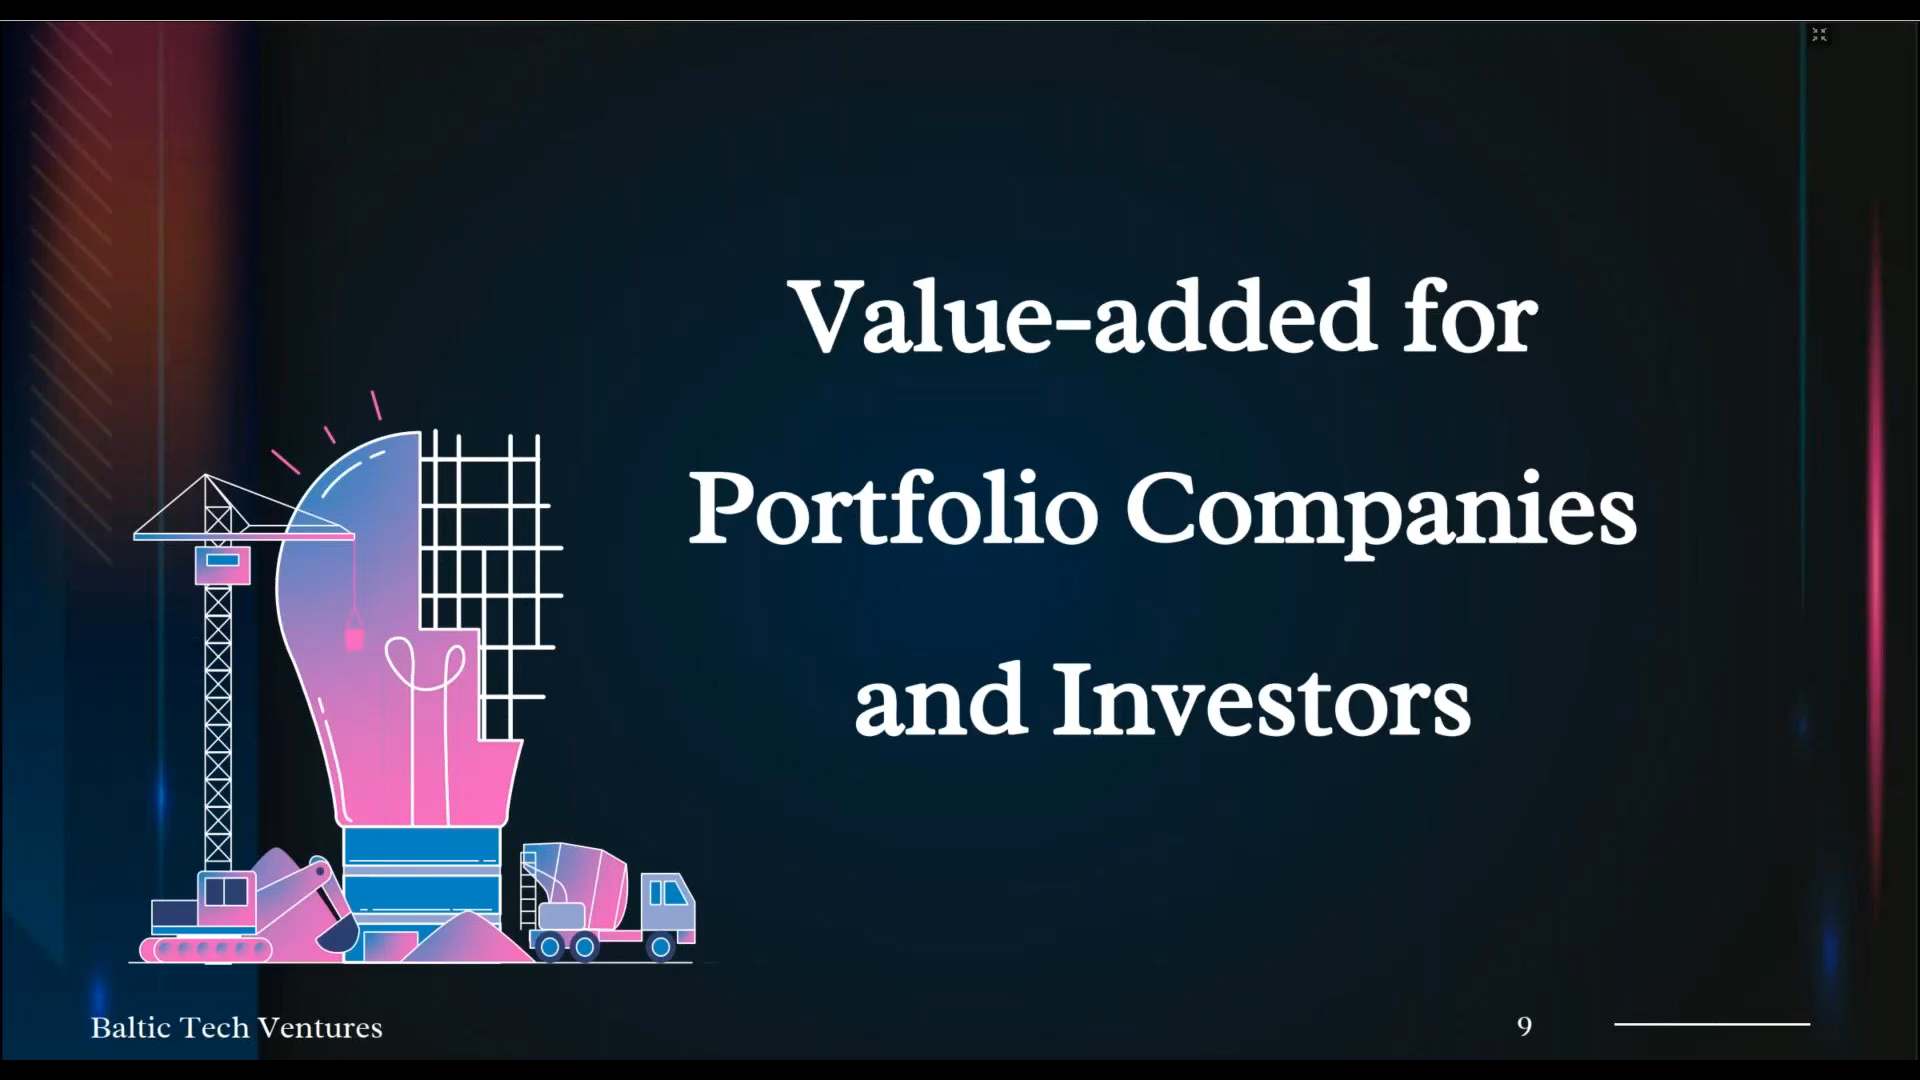 Value-added for
Portfolio Companies
and Investors
Baltic Tech Ventures
9